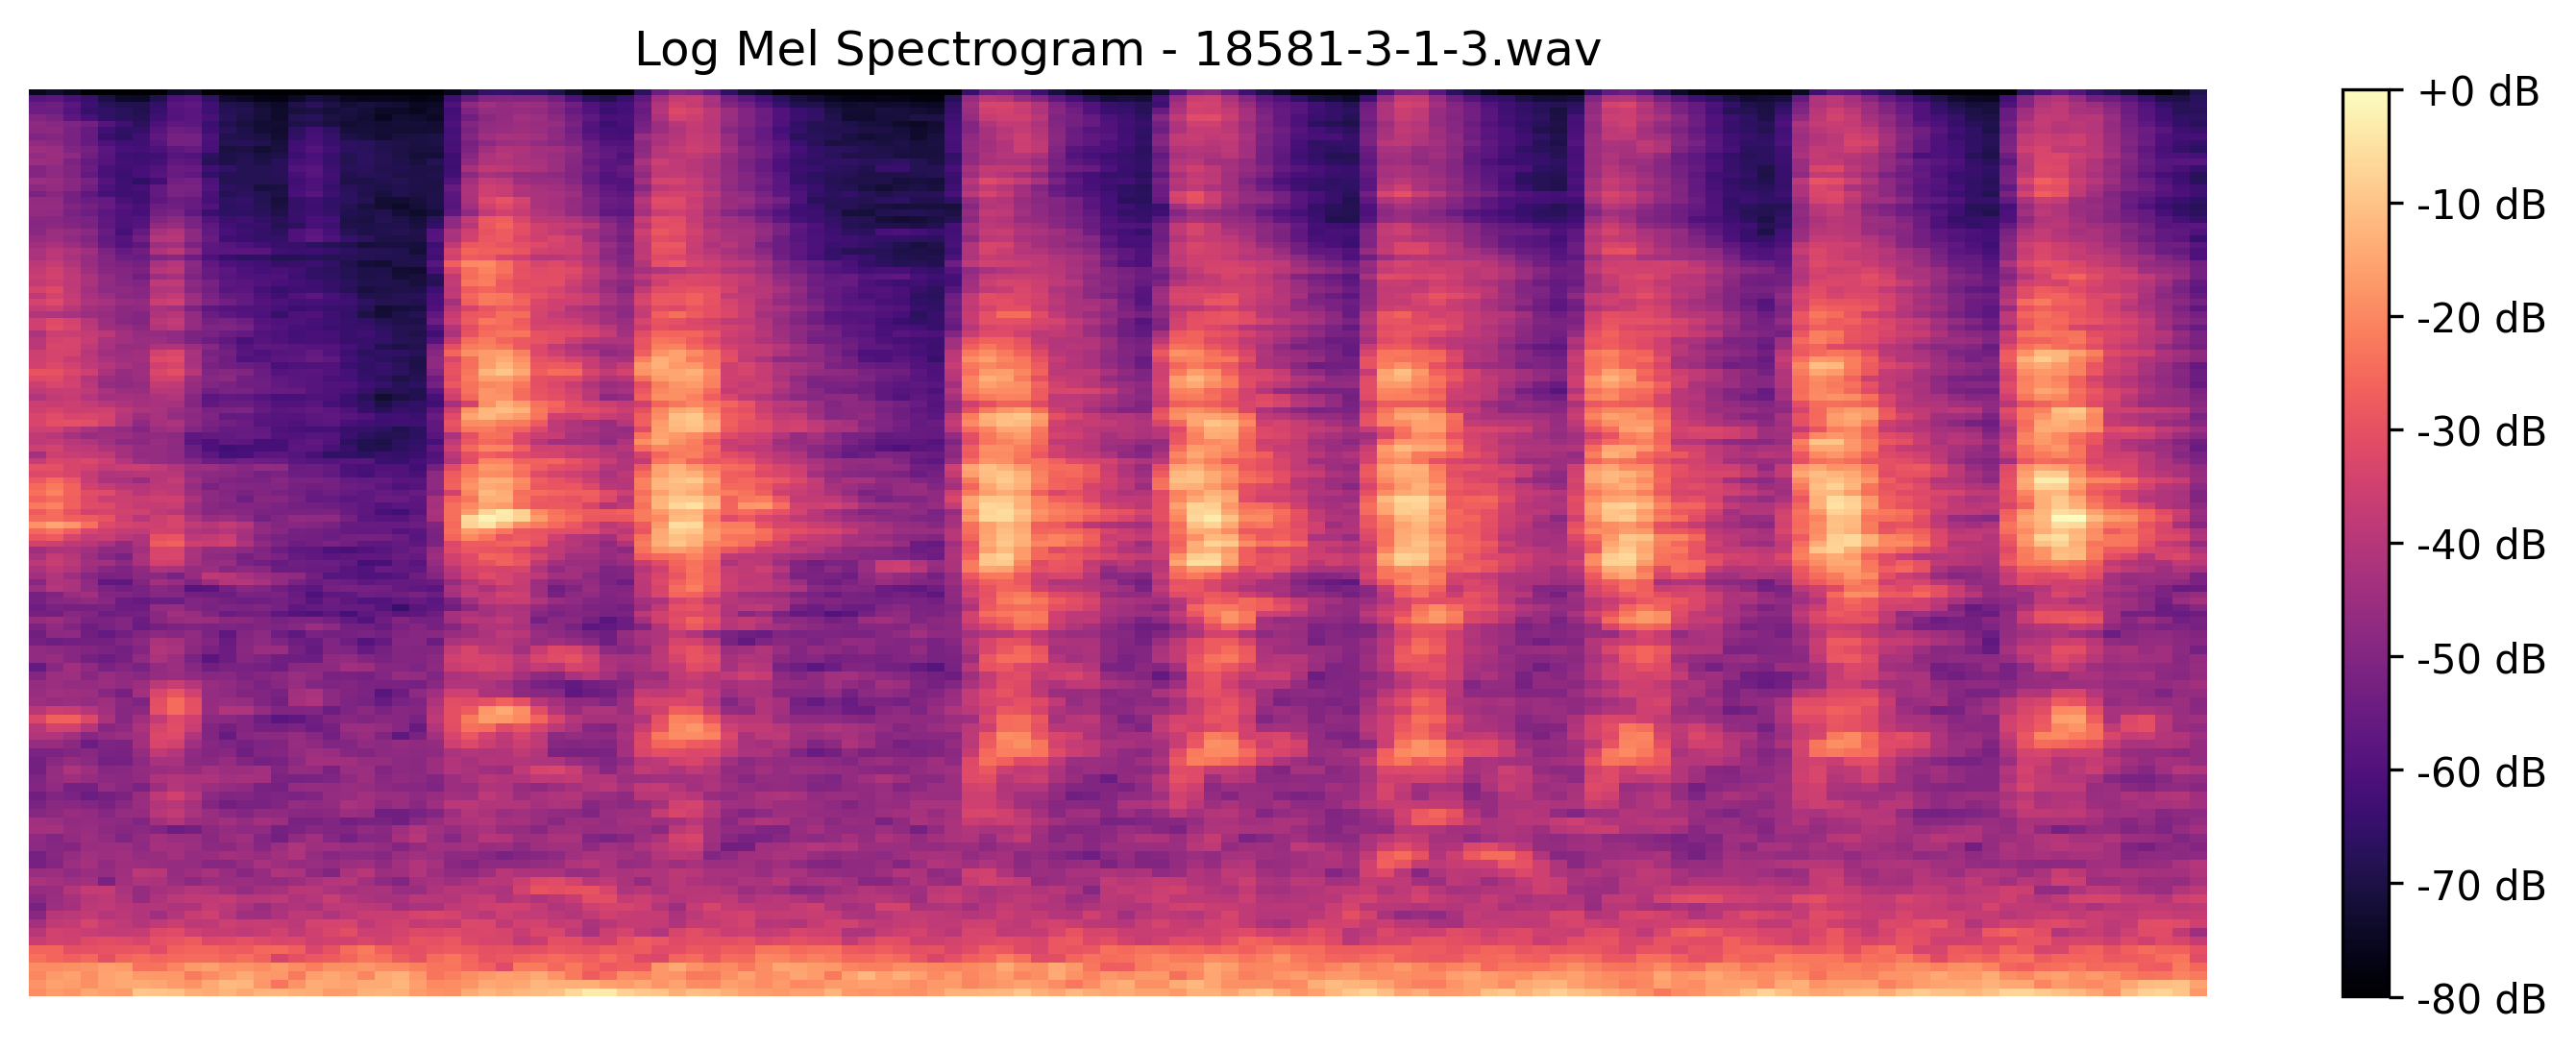 Log Mel Spectrogram - 18581-3-1-3.wav
+0 dB
-10 dB
-20 dB
-30 dB
-40 dB
-50 dB
-60 dB
-70 dB
-80 dB